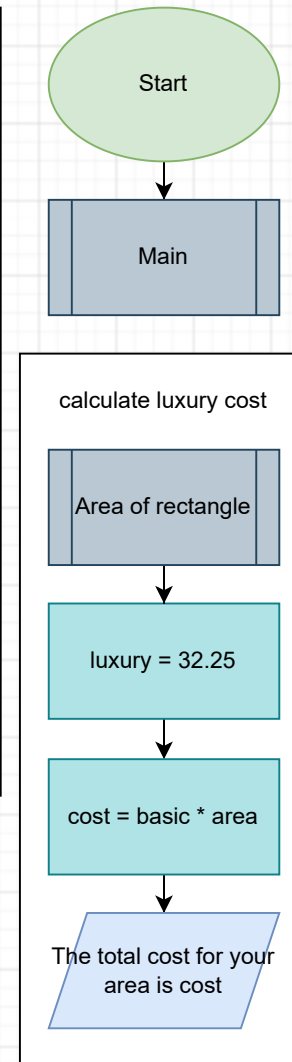 Start
Main
calculate luxury cost
Area of rectangle
luxury = 32.25
cost = basic * area
The total cost for your
area is cost